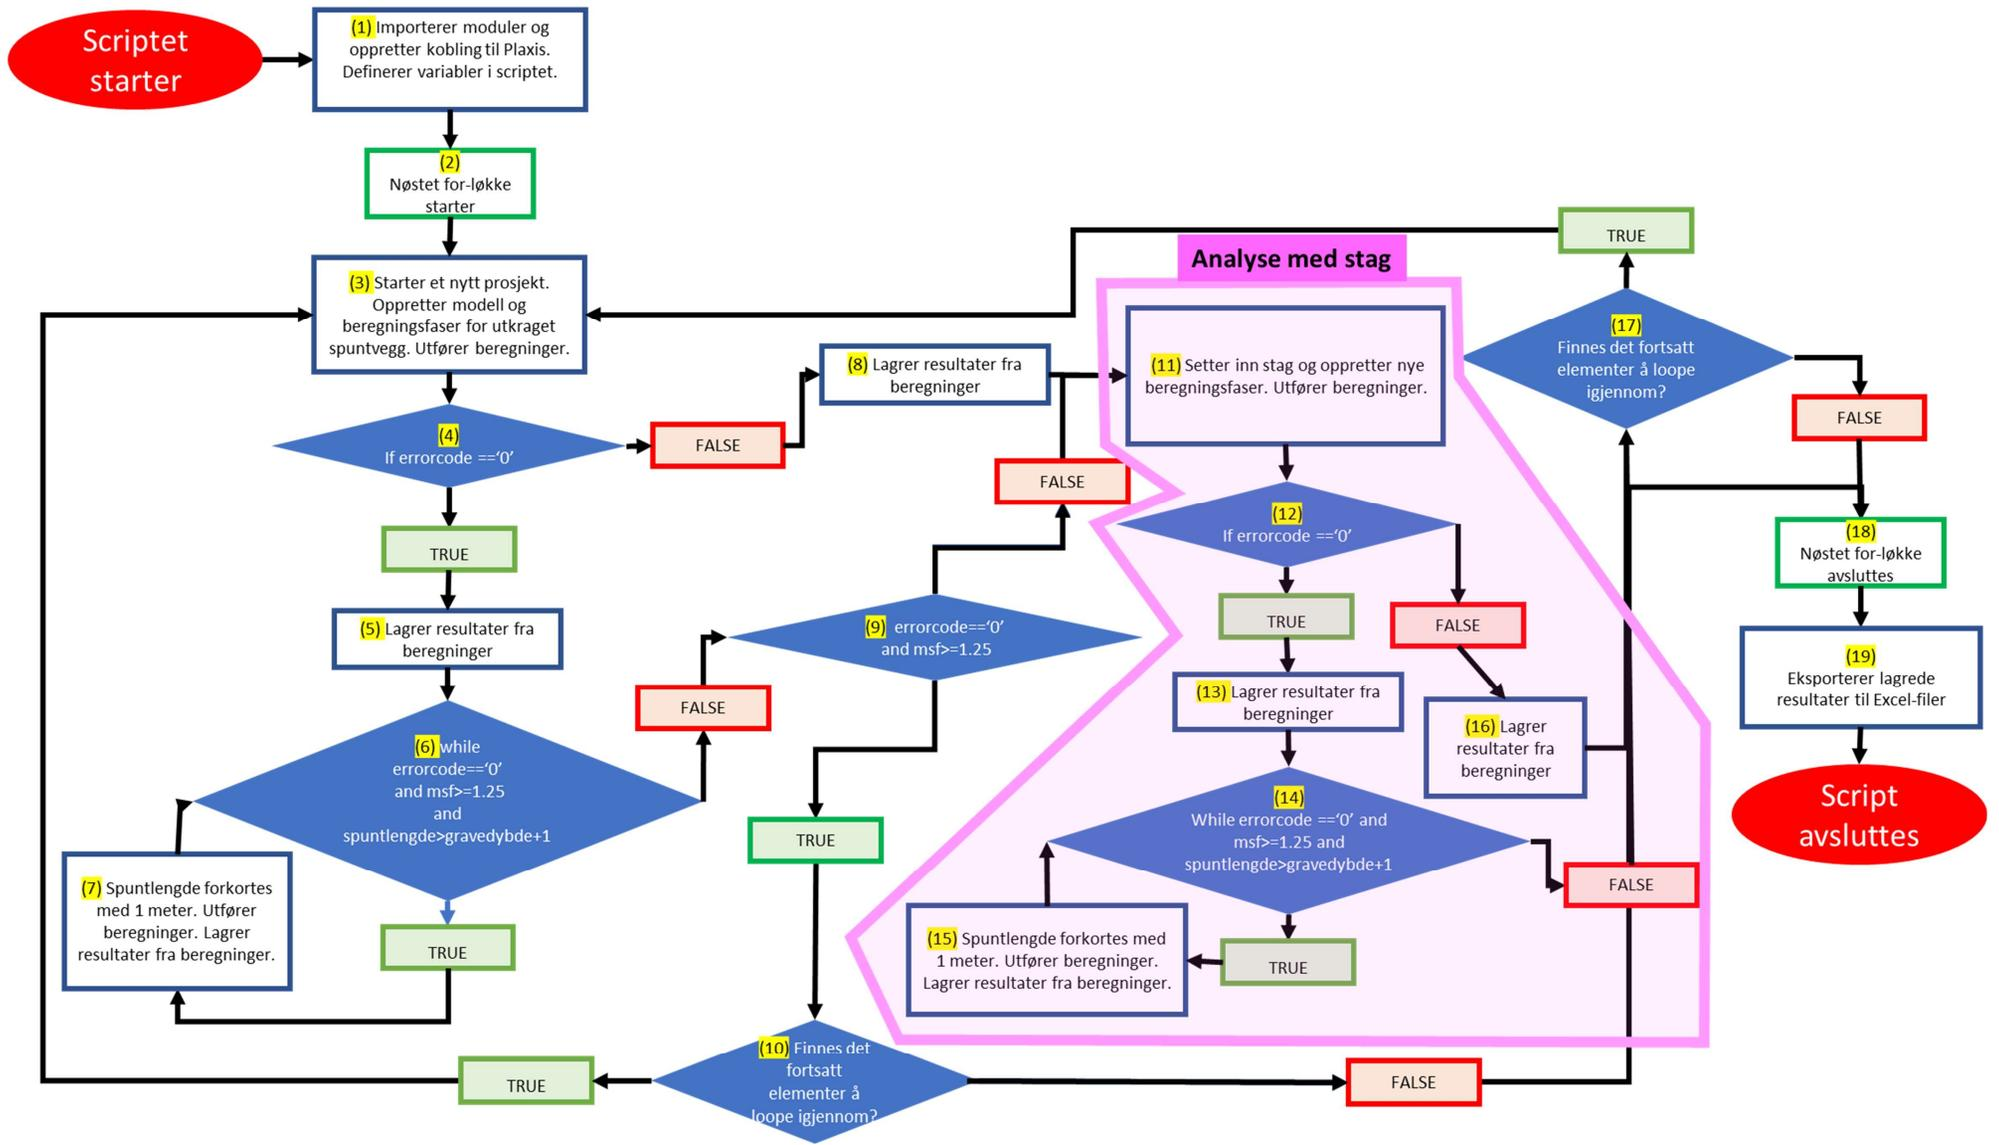 Scriptet
starter
(1) Importerer moduler og
oppretter kobling til Plaxis.
Definerer variabler i scriptet.
(2)
Nøstet for-løkke
starter
(3) Starter et nytt prosjekt.
Oppretter modell og
beregningsfaser for utkraget
spuntvegg. Utfører beregninger.
(4)
If errorcode ==‘0’
FALSE
TRUE
(5) Lagrer resultater fra
beregninger
(6) while
errorcode==‘0’
and msf>=1.25
and
spuntlengde>gravedybde+1
FALSE
TRUE
(7) Spuntlengde forkortes
med 1 meter. Utfører
beregninger. Lagrer
resultater fra beregninger.
(8) Lagrer resultater fra
beregninger
FALSE
(9) errorcode==‘0’
and msf>=1.25
TRUE
(10) Finnes det
fortsatt
elementer å
loope igjennom?
TRUE
FALSE
Analyse med stag
(11) Setter inn stag og oppretter nye
beregningsfaser. Utfører beregninger.
(12)
If errorcode ==‘0’
TRUE
FALSE
(13) Lagrer resultater fra
beregninger
(14)
While errorcode ==‘0’ and
msf>=1.25 and
spuntlengde>gravedybde+1
FALSE
TRUE
(15) Spuntlengde forkortes med
1 meter. Utfører beregninger.
Lagrer resultater fra beregninger.
(16) Lagrer
resultater fra
beregninger
TRUE
(17)
Finnes det fortsatt
elementer å loope
igjennom?
FALSE
(18)
Nøstet for-løkke
avsluttes
(19)
Eksporterer lagrede
resultater til Excel-filer
Script
avsluttes